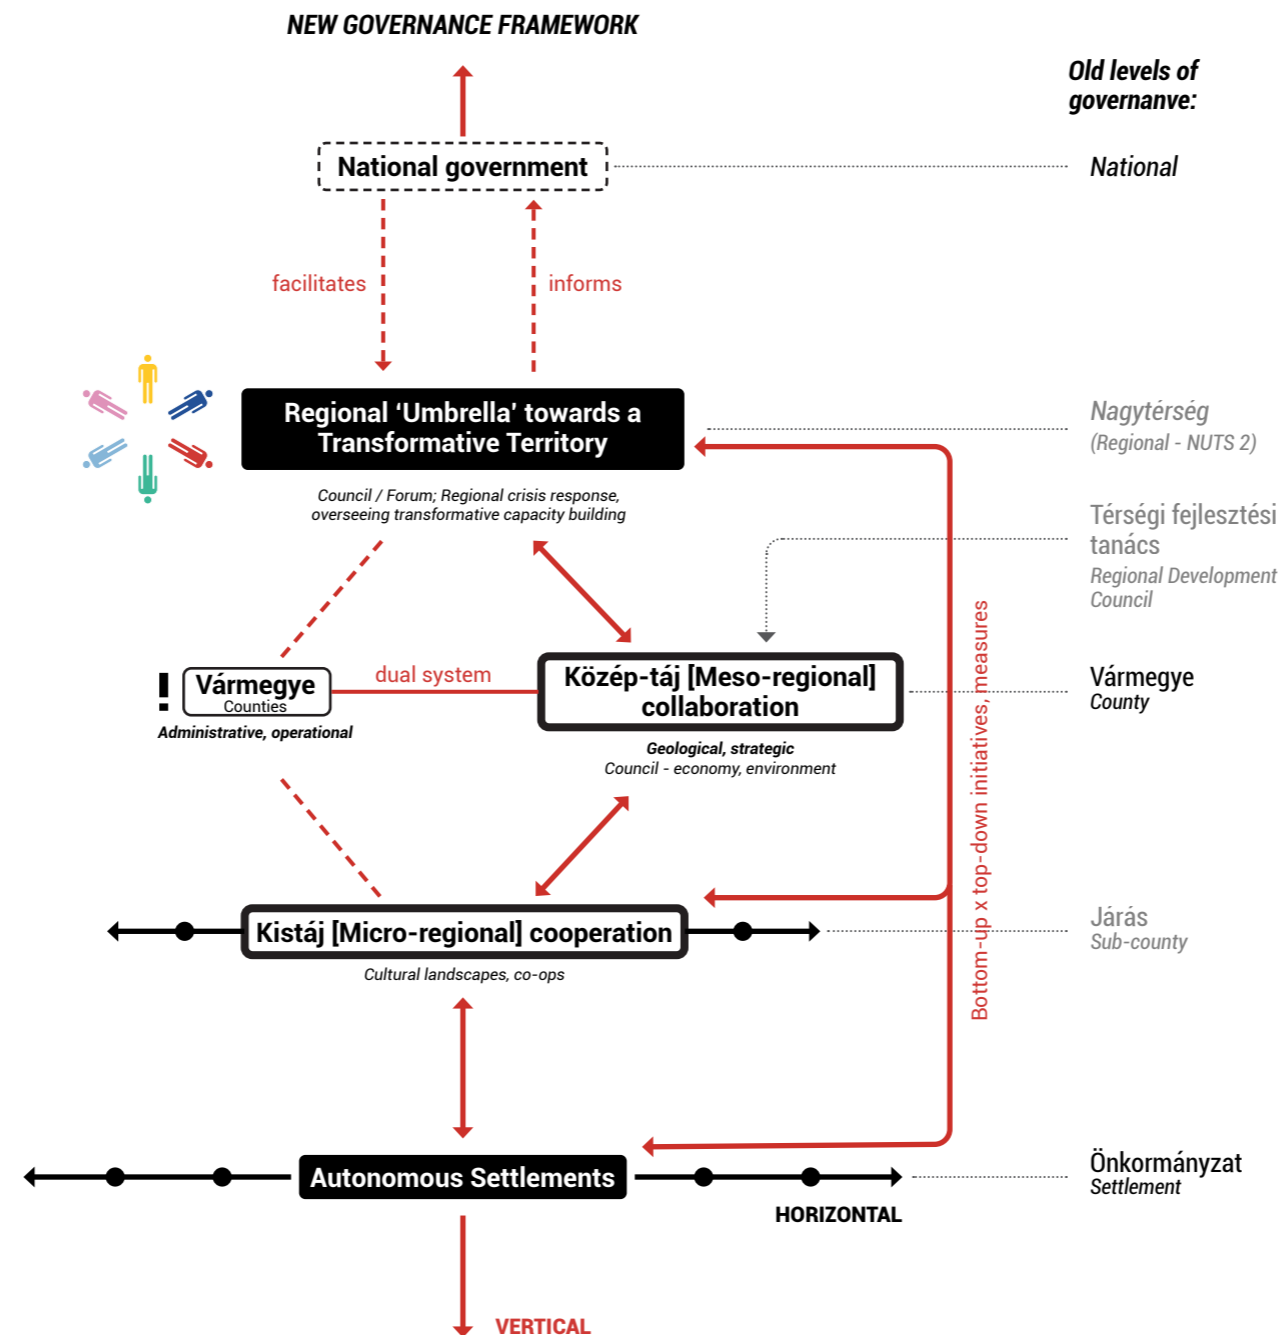 NEW GOVERNANCE FRAMEWORK
Old levels of
governanve:
National government
National
facilitates
informs
Regional ‘Umbrella’ towards a
Transformative Territory
Nagytérség
(Regional - NUTS 2)
Council / Forum; Regional crisis response,
overseeing transformative capacity building
Térségi fejlesztési
tanács
Regional Development
Council
! Vármegye
Counties
Administrative, operational
dual system
Közép-táj [Meso-regional]
collaboration
Geological, strategic
Council - economy, environment
Vármegye
County
Bottom-up x top-down initiatives, measures
Kistáj [Micro-regional] cooperation
Cultural landscapes, co-ops
Járás
Sub-county
Autonomous Settlements
Önkormányzat
Settlement
HORIZONTAL
VERTICAL